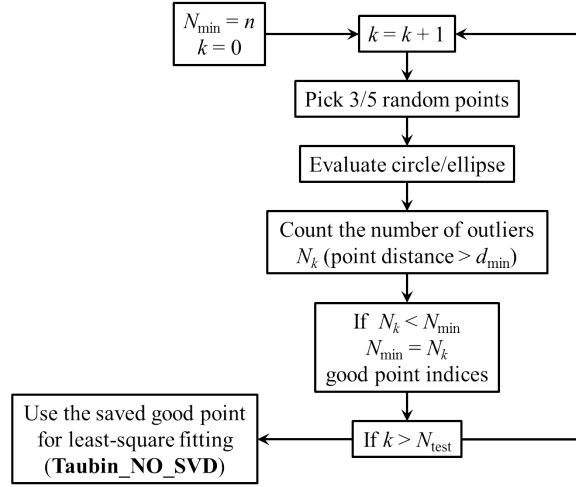 N_min = n
k = 0
k = k + 1
Pick 3/5 random points
Evaluate circle/ellipse
Count the number of outliers
N_k (point distance > d_min)
If N_k < N_min
N_min = N_k
good point indices
If k > N_test
Use the saved good point
for least-square fitting
(Taubin_NO_SVD)